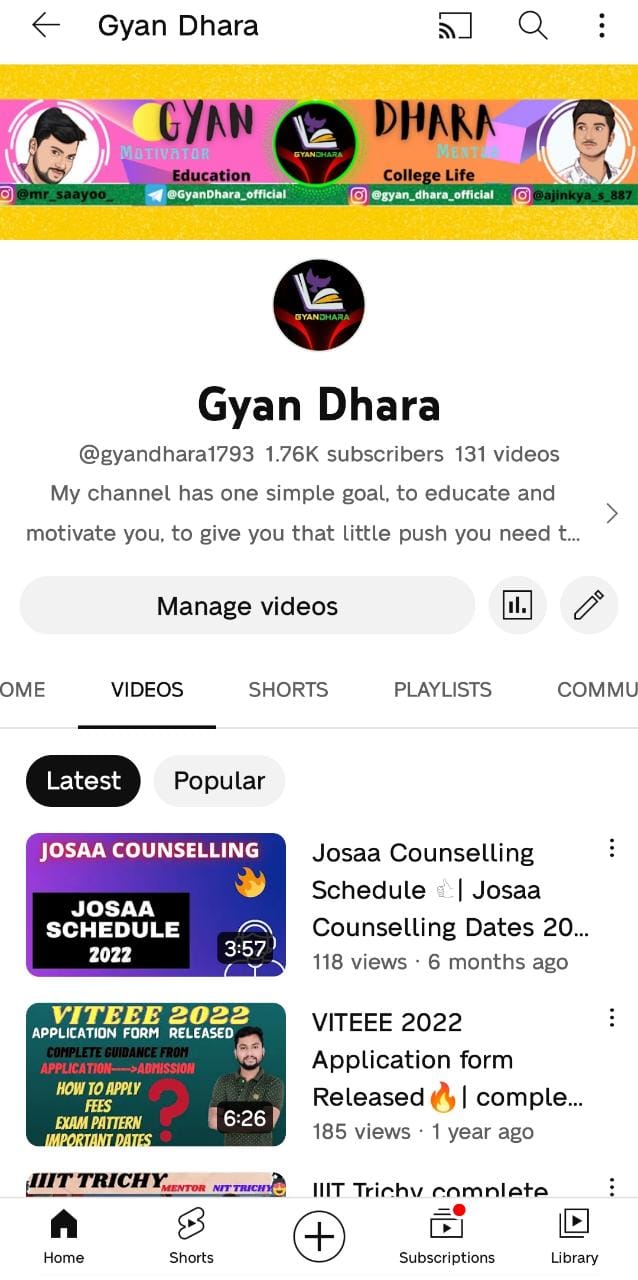 Gyan Dhara
GYAN DHARA
MOTIVATOR
MENTO
GYANDHARA
Education
College Life
@mr_saayoo_
@GyanDhara_official
@gyan_dhara_official
@ajinkya_s_887
GYANDHARA
Gyan Dhara
@gyandhara1793 1.76K subscribers 131 videos
My channel has one simple goal, to educate and
motivate you, to give you that little push you need t...
Manage videos
OME VIDEOS SHORTS PLAYLISTS COMMU
Latest Popular
JOSAA COUNSELLING
JOSAA
SCHEDULE
2022
3:57
Josaa Counselling
Schedule 👍| Josaa
Counselling Dates 20...
118 views · 6 months ago
VITEEE 2022
APPLICATION FORM RELEASED
COMPLETE GUIDANCE FROM
APPLICATION---->ADMISSION
HOW TO APPLY
FEES
EXAM PATTERN
IMPORTANT DATES
?
6:26
VITEEE 2022
Application form
Released🔥| comple...
185 views · 1 year ago
IIIT TRICHY
MENTOR NIT TRICHY
IIIT Trichy complete
Home Shorts Subscriptions Library